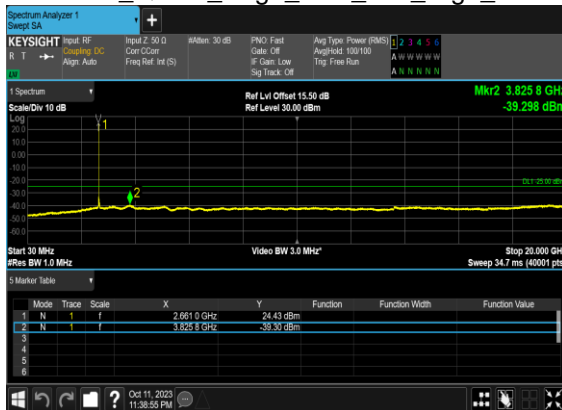 Spectrum Analyzer 1
Swept SA
+
KEYSIGHT Input: RF Input Z: 50 Ω #Atten: 30 dB PNO: Fast Avg Type: Power (RMS) 1 2 3 4 5 6
R T Coupling: DC Corr CCorr Gate: Off Avg|Hold: 100/100 A W W W W W
Align: Auto Freq Ref: Int (S) IF Gain: Low Trig: Free Run
LXI Sig Track: Off A N N N N N
1 Spectrum Ref Lvl Offset 15.50 dB Mkr2 3.825 8 GHz
Scale/Div 10 dB Ref Level 30.00 dBm -39.298 dBm
Log
20.0
10.0
0.00
-10.0
-20.0
-30.0
-40.0
-50.0
-60.0
1
2
DL1 -25.00 dBm
Start 30 MHz Video BW 3.0 MHz* Stop 20.000 GHz
#Res BW 1.0 MHz Sweep 34.7 ms (40001 pts)
5 Marker Table
Mode Trace Scale X Y Function Function Width Function Value
1 N 1 f 2.661 0 GHz 24.43 dBm
2 N 1 f 3.825 8 GHz -39.30 dBm
3
4
5
6
? Oct 11, 2023
11:38:55 PM